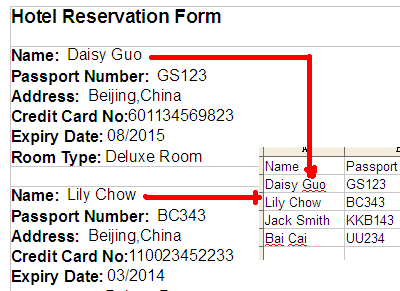 Hotel Reservation Form
Name: Daisy Guo
Passport Number: GS123
Address: Beijing,China
Credit Card No:601134569823
Expiry Date: 08/2015
Room Type: Deluxe Room
Name: Lily Chow
Passport Number: BC343
Address: Beijing,China
Credit Card No:110023452233
Expiry Date: 03/2014
Name Passport
Daisy Guo GS123
Lily Chow BC343
Jack Smith KKB143
Bai Cai UU234